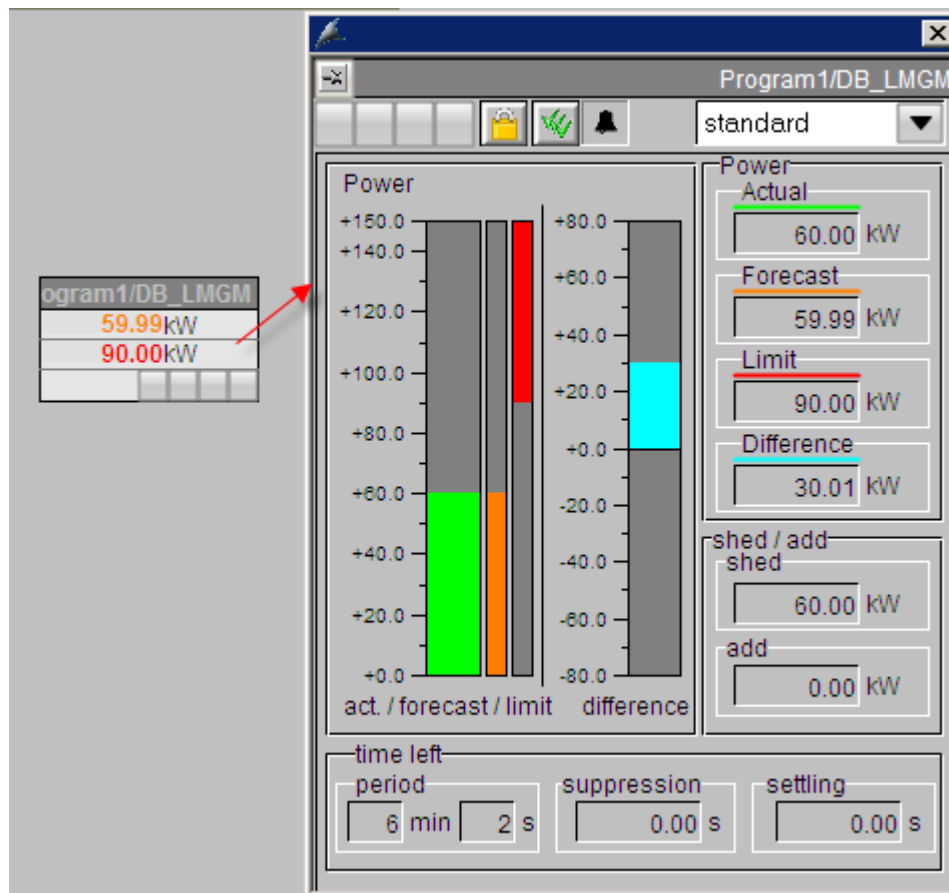 Program1/DB_LMGM
standard
ogram1/DB_LMGM
59.99kW
90.00kW
Power
+150.0
+140.0
+120.0
+100.0
+80.0
+60.0
+40.0
+20.0
+0.0
act. / forecast / limit
+80.0
+60.0
+40.0
+20.0
+0.0
-20.0
-40.0
-60.0
-80.0
difference
Power
Actual
60.00 kW
Forecast
59.99 kW
Limit
90.00 kW
Difference
30.01 kW
shed / add
shed
60.00 kW
add
0.00 kW
time left
period
6 min 2 s
suppression
0.00 s
settling
0.00 s